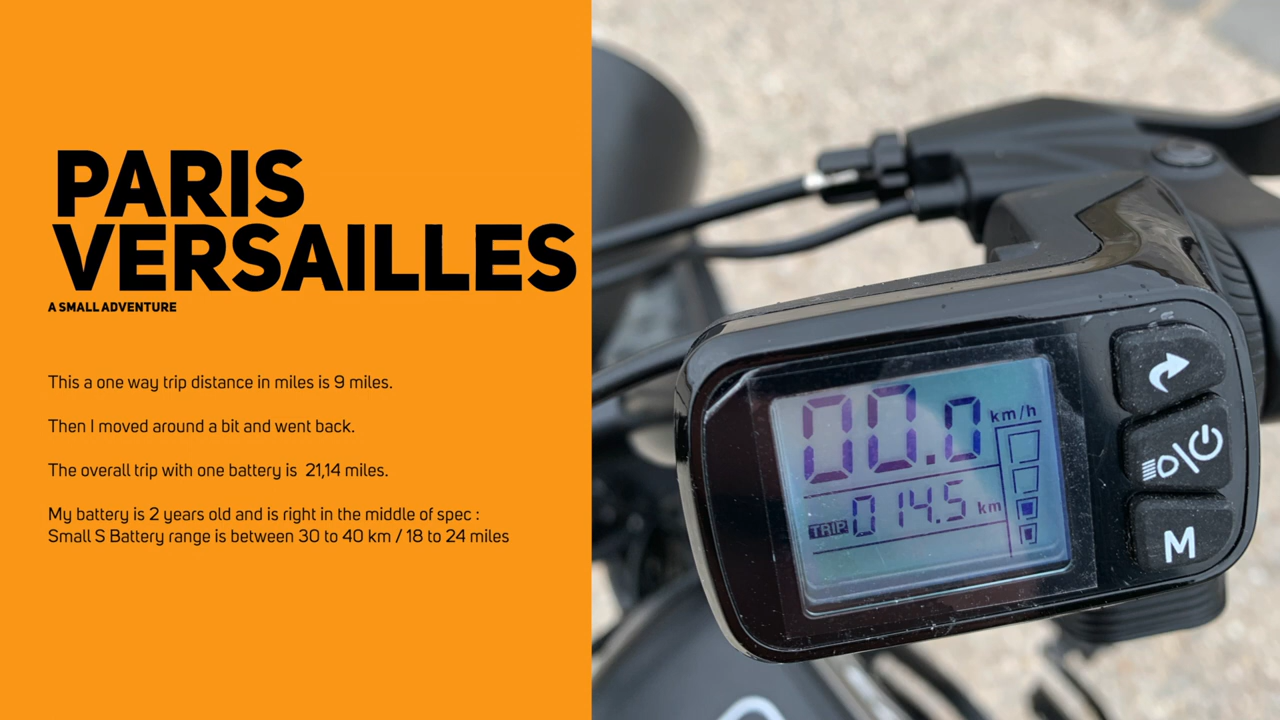 PARIS
VERSAILLES
A SMALL ADVENTURE
This a one way trip distance in miles is 9 miles.
Then I moved around a bit and went back.
The overall trip with one battery is 21,14 miles.
My battery is 2 years old and is right in the middle of spec :
Small S Battery range is between 30 to 40 km / 18 to 24 miles
00.0 km/h
TRIP 014.5 km
M